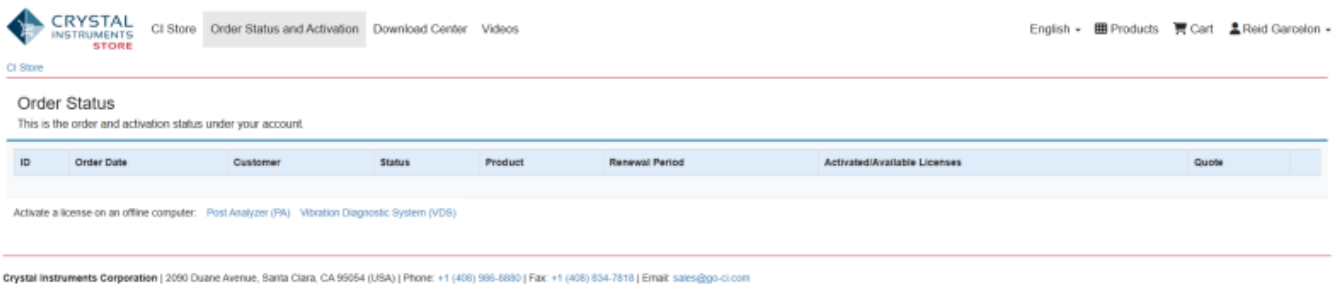 CRYSTAL
INSTRUMENTS
STORE
CI Store Order Status and Activation Download Center Videos English Products Cart Reid Garcelon
CI Store
Order Status
This is the order and activation status under your account.
ID Order Date Customer Status Product Renewal Period Activated/Available Licenses Quote
Activate a license on an offline computer: Post Analyzer (PA) Vibration Diagnostic System (VDS)
Crystal Instruments Corporation | 2090 Duane Avenue, Santa Clara, CA 95054 (USA) | Phone: +1 (408) 986-8880 | Fax: +1 (408) 834-7818 | Email: sales@go-ci.com